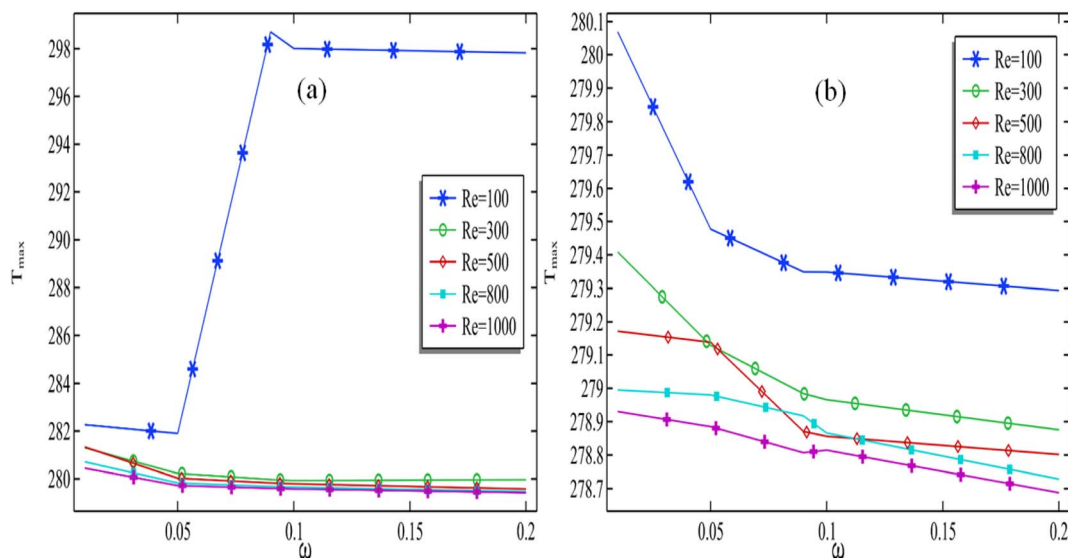 (a)
298
296
294
292
290
288
286
284
282
280
T max
0.05
0.1
0.15
0.2
ω
Re=100
Re=300
Re=500
Re=800
Re=1000
(b)
280.1
280
279.9
279.8
279.7
279.6
279.5
279.4
279.3
279.2
279.1
279
278.9
278.8
278.7
T max
0.05
0.1
0.15
0.2
ω
Re=100
Re=300
Re=500
Re=800
Re=1000